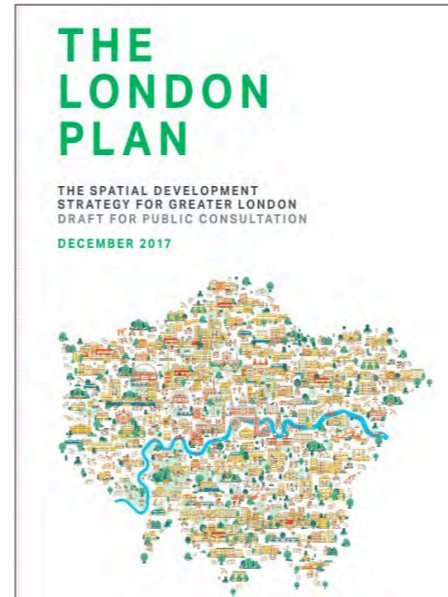 THE
LONDON
PLAN
THE SPATIAL DEVELOPMENT
STRATEGY FOR GREATER LONDON
DRAFT FOR PUBLIC CONSULTATION
DECEMBER 2017